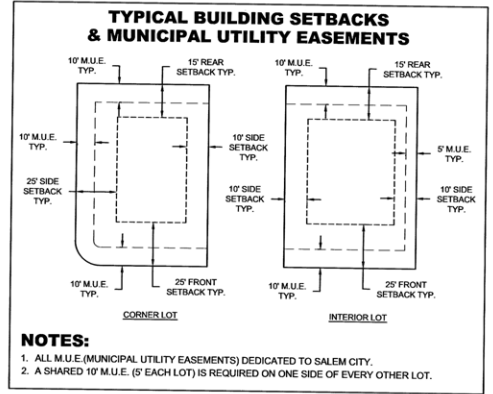 TYPICAL BUILDING SETBACKS
& MUNICIPAL UTILITY EASEMENTS
10' M.U.E.
TYP.
15' REAR
SETBACK TYP.
10' M.U.E.
TYP.
10' SIDE
SETBACK
TYP.
25' SIDE
SETBACK
TYP.
10' M.U.E.
TYP.
25' FRONT
SETBACK TYP.
CORNER LOT
10' M.U.E.
TYP.
15' REAR
SETBACK TYP.
5' M.U.E.
TYP.
10' SIDE
SETBACK
TYP.
10' SIDE
SETBACK
TYP.
10' M.U.E.
TYP.
25' FRONT
SETBACK TYP.
INTERIOR LOT
NOTES:
1. ALL M.U.E.(MUNICIPAL UTILITY EASEMENTS) DEDICATED TO SALEM CITY.
2. A SHARED 10' M.U.E. (5' EACH LOT) IS REQUIRED ON ONE SIDE OF EVERY OTHER LOT.